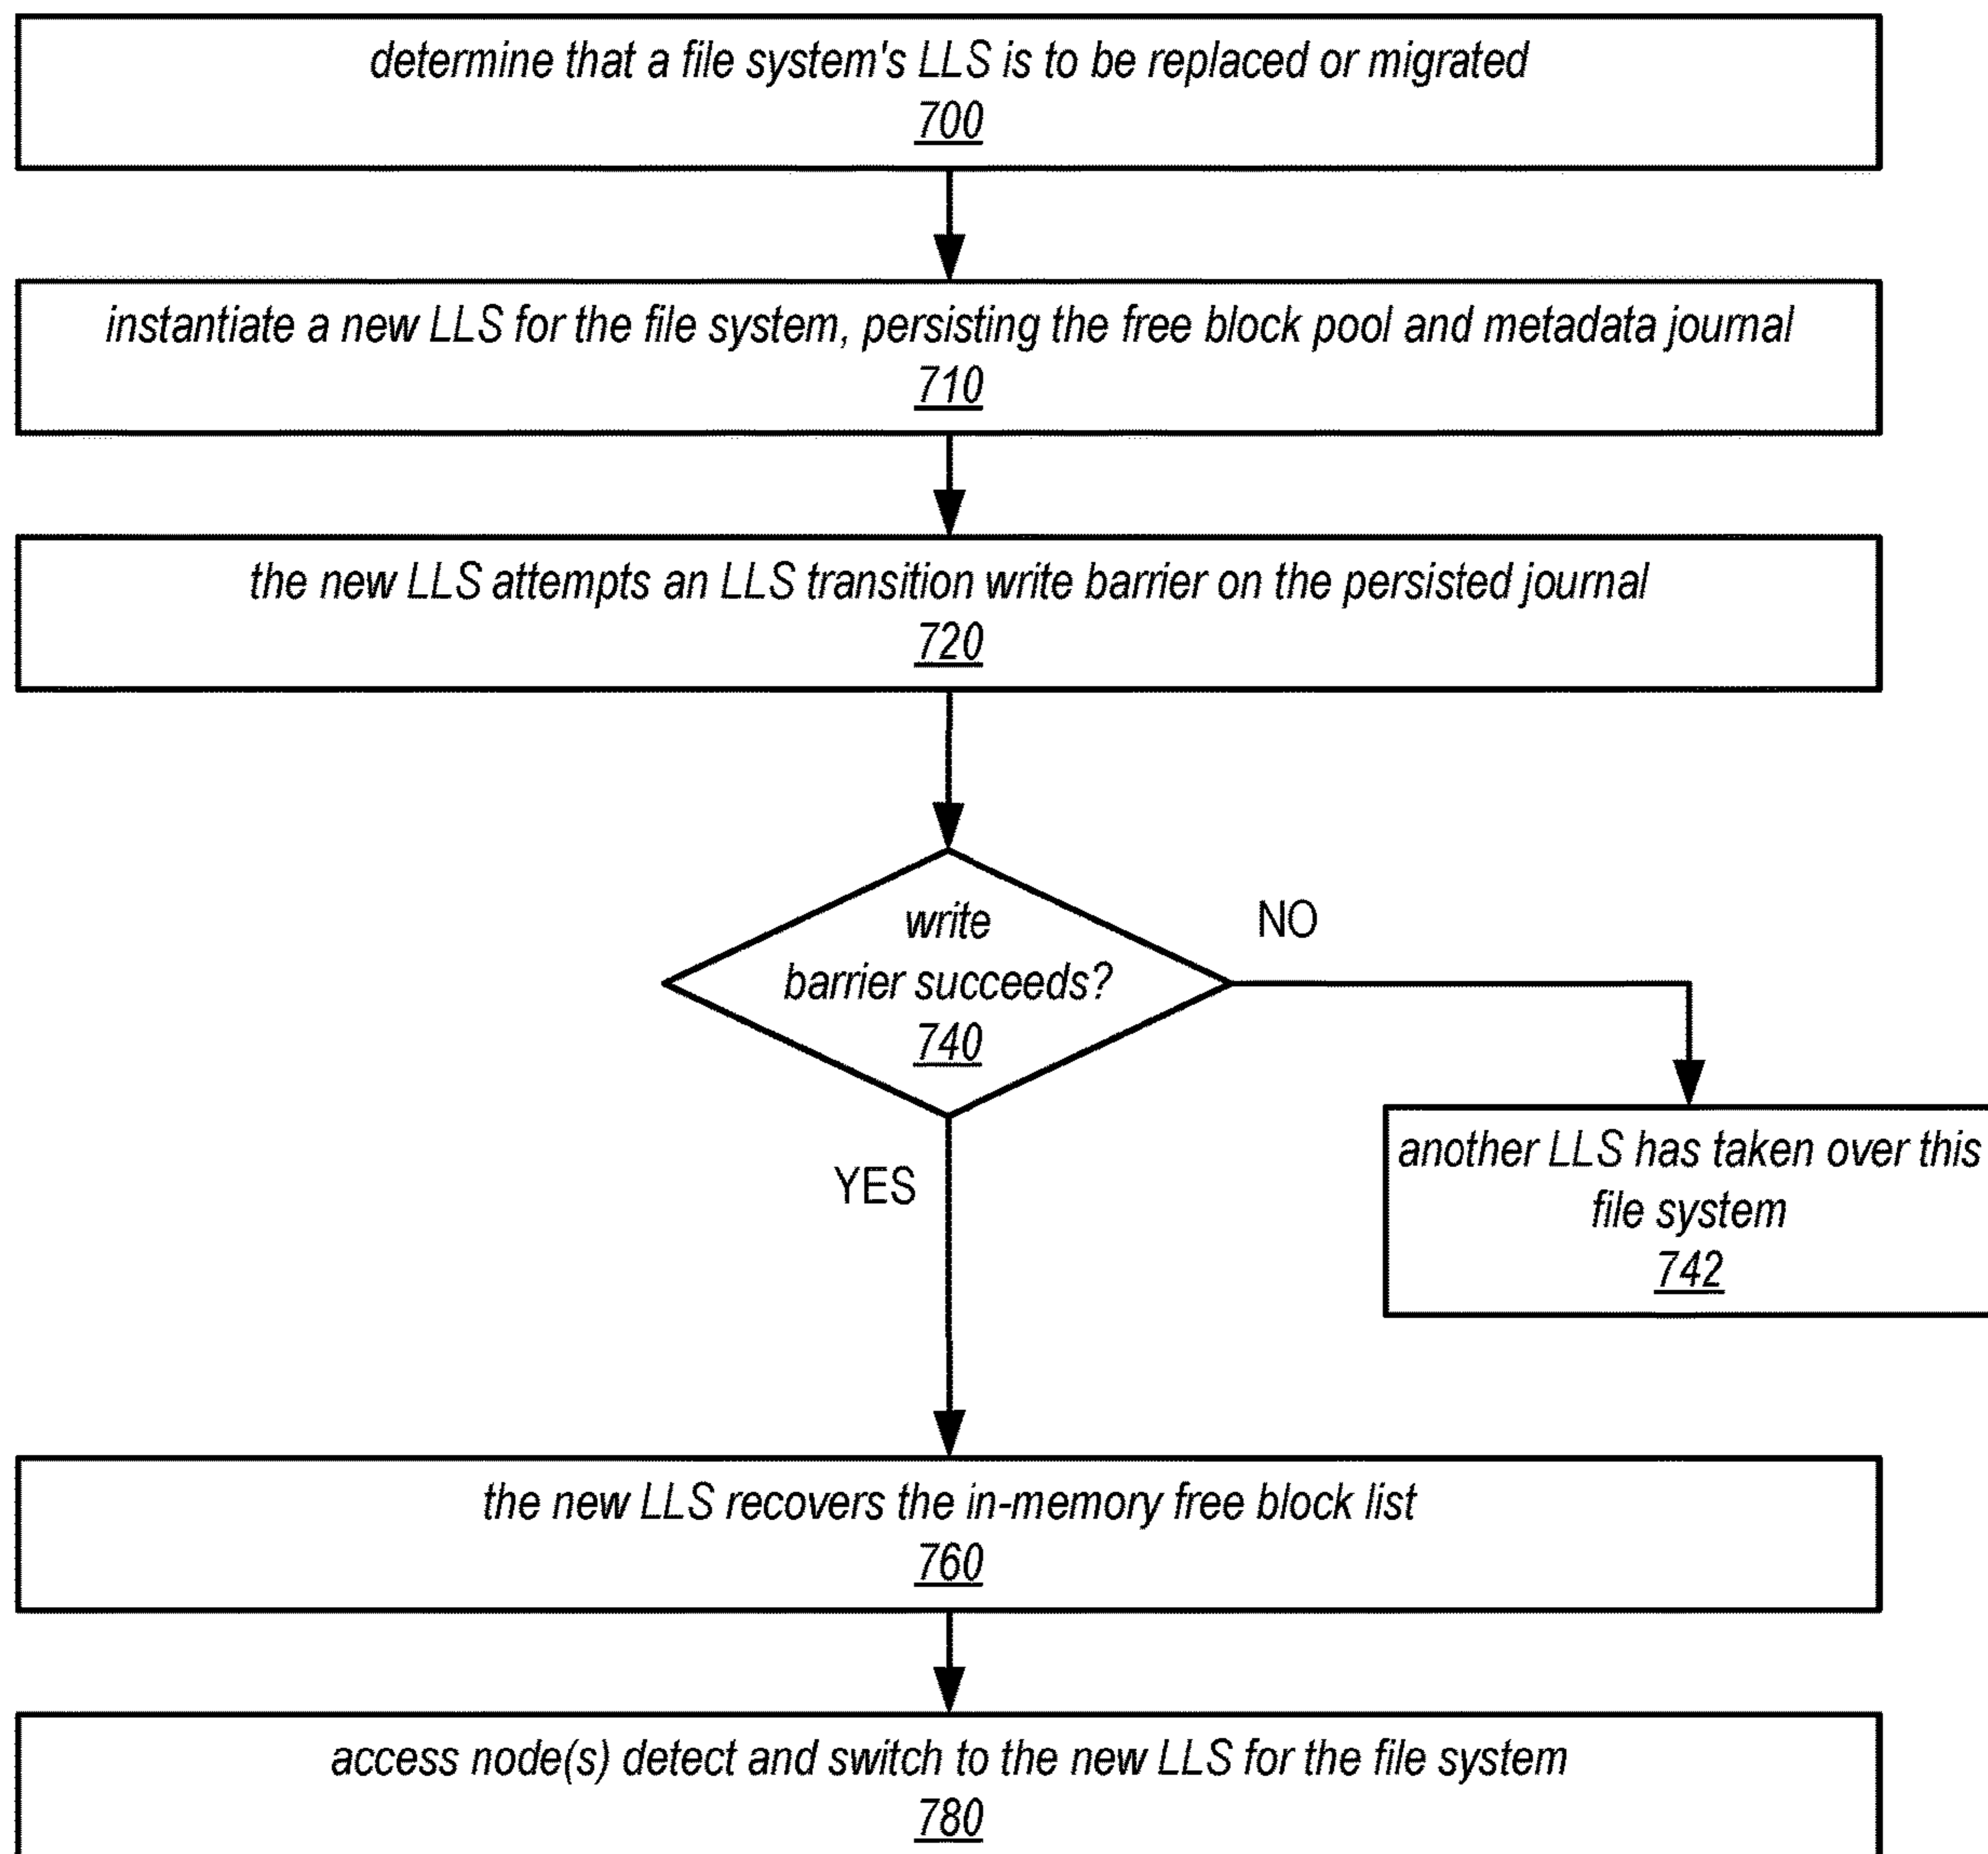 determine that a file system's LLS is to be replaced or migrated
700
instantiate a new LLS for the file system, persisting the free block pool and metadata journal
710
the new LLS attempts an LLS transition write barrier on the persisted journal
720
write
barrier succeeds?
740
NO
another LLS has taken over this
file system
742
YES
the new LLS recovers the in-memory free block list
760
access node(s) detect and switch to the new LLS for the file system
780